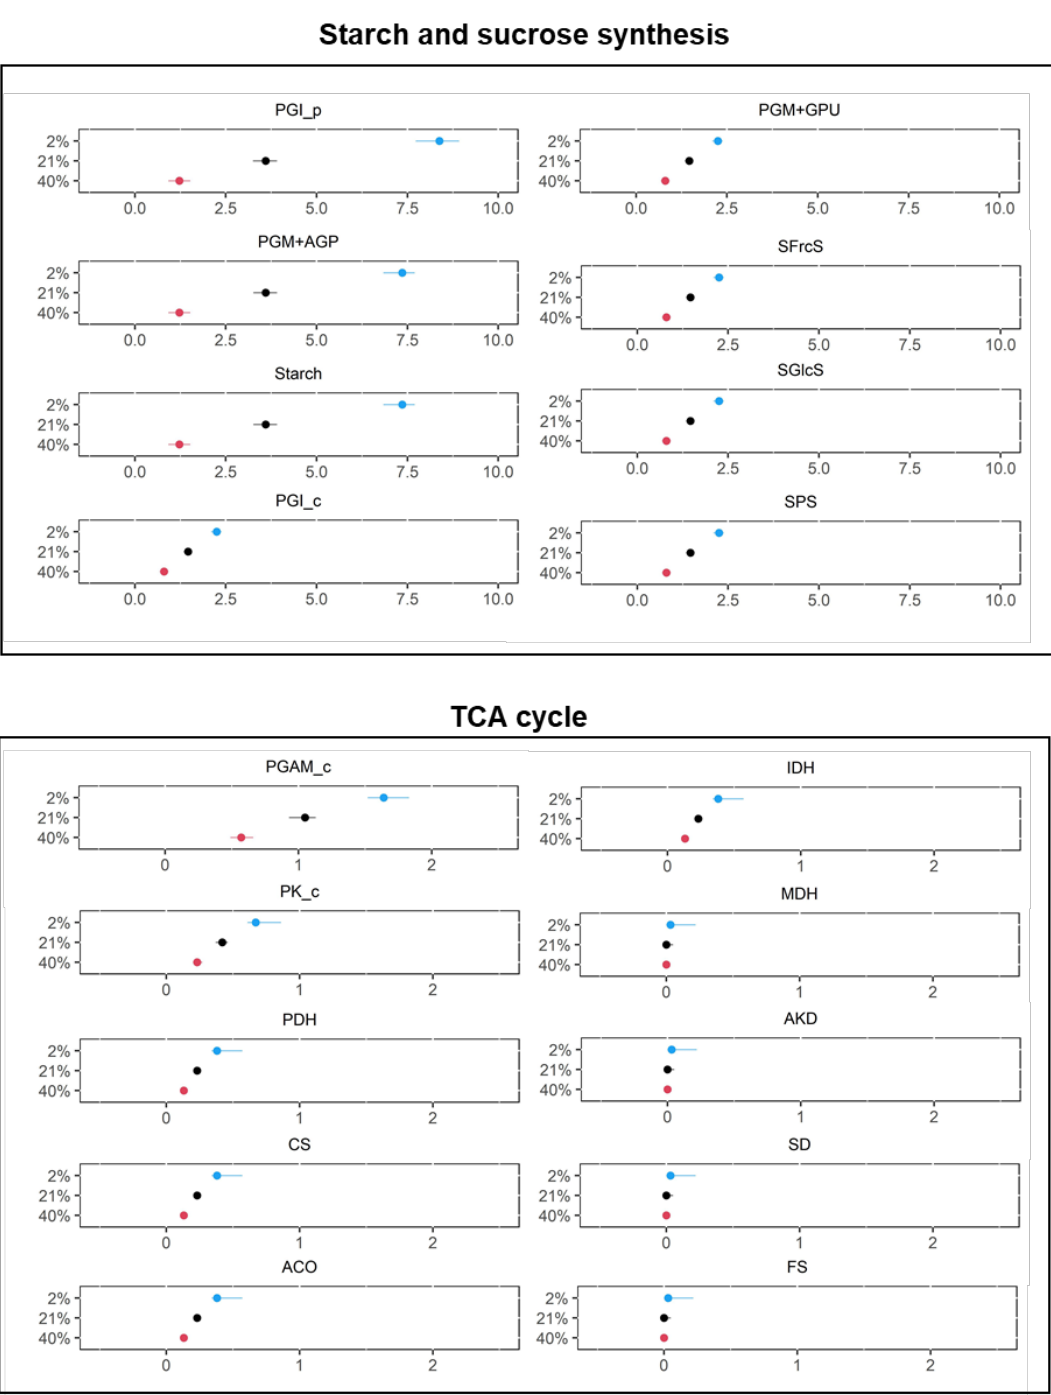 Starch and sucrose synthesis
PGI_p
2%
21%
40%
0.0 2.5 5.0 7.5 10.0
PGM+AGP
2%
21%
40%
0.0 2.5 5.0 7.5 10.0
Starch
2%
21%
40%
0.0 2.5 5.0 7.5 10.0
PGI_c
2%
21%
40%
0.0 2.5 5.0 7.5 10.0
PGM+GPU
2%
21%
40%
0.0 2.5 5.0 7.5 10.0
SFrcS
2%
21%
40%
0.0 2.5 5.0 7.5 10.0
SGlcS
2%
21%
40%
0.0 2.5 5.0 7.5 10.0
SPS
2%
21%
40%
0.0 2.5 5.0 7.5 10.0
TCA cycle
PGAM_c
2%
21%
40%
0 1 2
PK_c
2%
21%
40%
0 1 2
PDH
2%
21%
40%
0 1 2
CS
2%
21%
40%
0 1 2
ACO
2%
21%
40%
0 1 2
IDH
2%
21%
40%
0 1 2
MDH
2%
21%
40%
0 1 2
AKD
2%
21%
40%
0 1 2
SD
2%
21%
40%
0 1 2
FS
2%
21%
40%
0 1 2